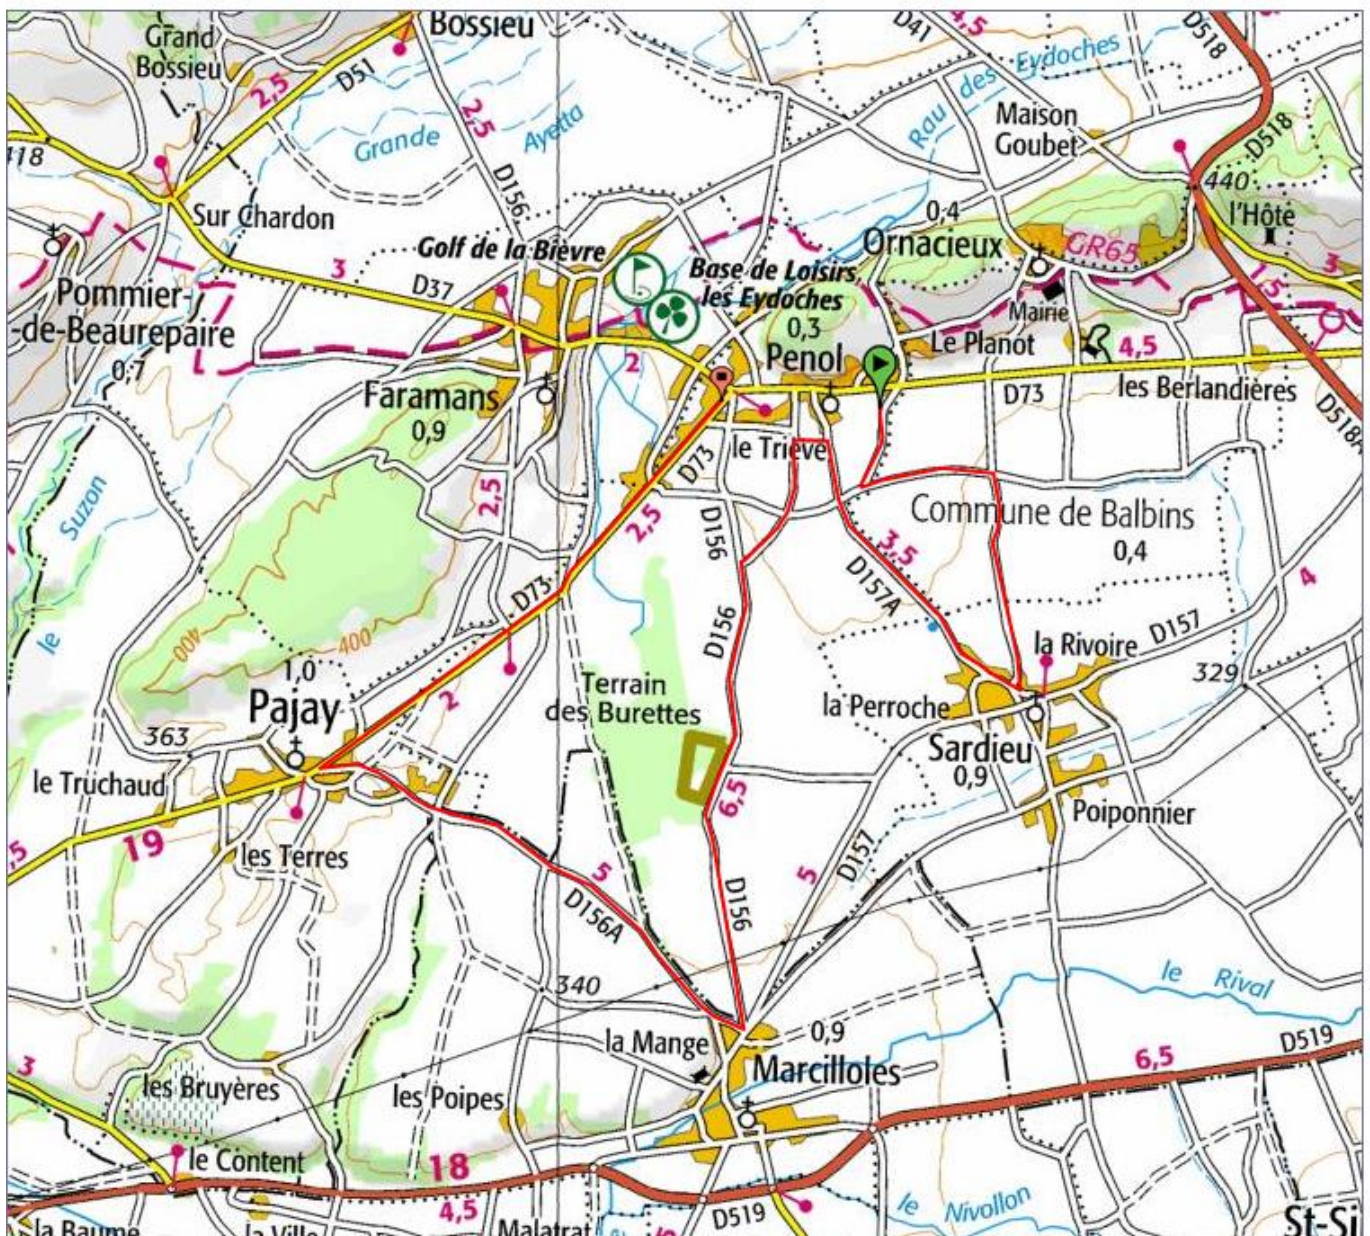 Grand
Bossieu
Bossieu
2,5
D51
2,5
D41
4,5
D518
Rau des Eydoches
Maison
Goubet
Grande Ayetta
D156
418
Sur Chardon
D518
440
l'Hôte
0,4
Ornacieux
GR65
Golf de la Bièvre
3
D37
Base de Loisirs
les Eydoches
0,3
Mairie
1,5
3
Pommier-
-de-Beaurepaire
0,7
Penol
2
Le Planot
4,5
les Berlandières
D73
D518A
Faramans
0,9
le Trieve
D73
2,5
2,5
D156
Commune de Balbins
0,4
3,5
D157A
le Suzon
4
D73
D156
400
400
la Rivoire
D157
329
1,0
Pajay
2
Terrain
des Burettes
la Perroche
363
Sardieu
0,9
le Truchaud
6,5
Poiponnier
,5
19
les Terres
5
D157
5
D156A
D156
340
le Rival
la Mange
0,9
Marcilloles
6,5
D519
3
les Bruyères
les Poipes
le Content
18
4,5
D519
le Nivollon
la Baume
la Ville
Malatrat
St-Si